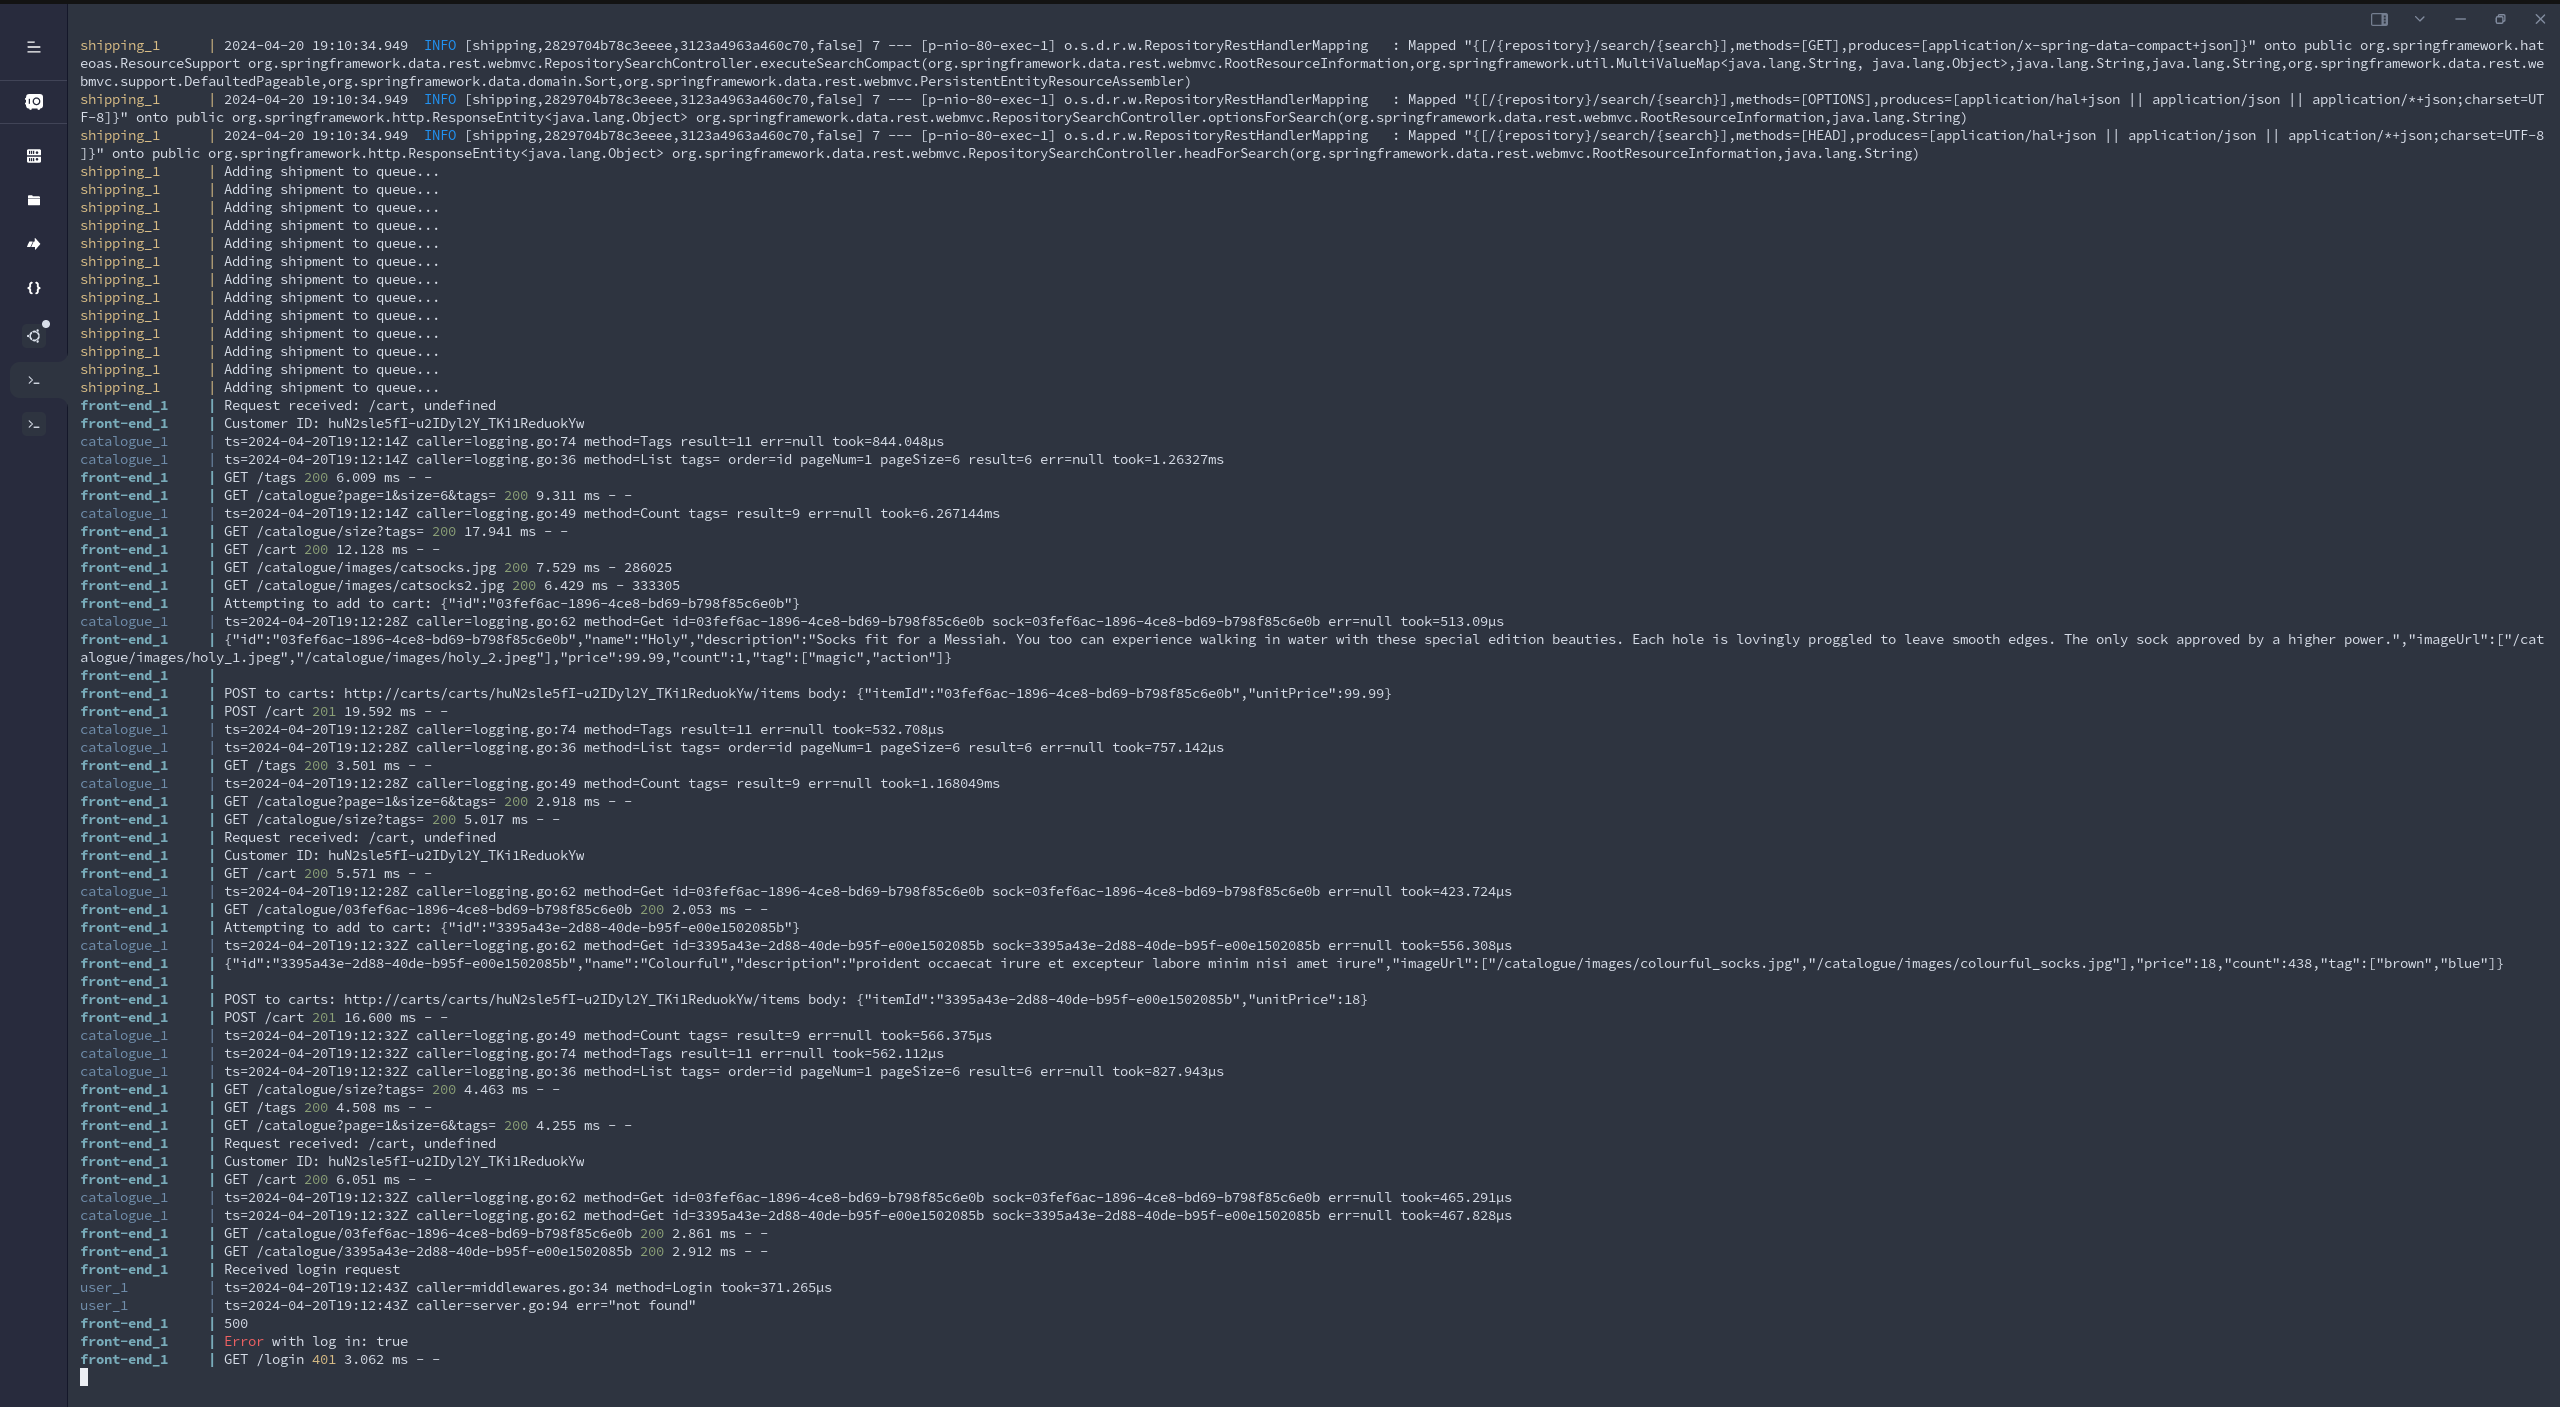 shipping_1      | 2024-04-20 19:10:34.949  INFO [shipping,2829704b78c3eeee,3123a4963a460c70,false] 7 --- [p-nio-80-exec-1] o.s.d.r.w.RepositoryRestHandlerMapping   : Mapped "{[/{repository}/search/{search}],methods=[GET],produces=[application/x-spring-data-compact+json]}" onto public org.springframework.hat
eoas.ResourceSupport org.springframework.data.rest.webmvc.RepositorySearchController.executeSearchCompact(org.springframework.data.rest.webmvc.RootResourceInformation,org.springframework.util.MultiValueMap<java.lang.String, java.lang.Object>,java.lang.String,java.lang.String,org.springframework.data.rest.we
bmvc.support.DefaultedPageable,org.springframework.data.domain.Sort,org.springframework.data.rest.webmvc.PersistentEntityResourceAssembler)
shipping_1      | 2024-04-20 19:10:34.949  INFO [shipping,2829704b78c3eeee,3123a4963a460c70,false] 7 --- [p-nio-80-exec-1] o.s.d.r.w.RepositoryRestHandlerMapping   : Mapped "{[/{repository}/search/{search}],methods=[OPTIONS],produces=[application/hal+json || application/json || application/*+json;charset=UT
F-8]}" onto public org.springframework.http.ResponseEntity<java.lang.Object> org.springframework.data.rest.webmvc.RepositorySearchController.optionsForSearch(org.springframework.data.rest.webmvc.RootResourceInformation,java.lang.String)
shipping_1      | 2024-04-20 19:10:34.949  INFO [shipping,2829704b78c3eeee,3123a4963a460c70,false] 7 --- [p-nio-80-exec-1] o.s.d.r.w.RepositoryRestHandlerMapping   : Mapped "{[/{repository}/search/{search}],methods=[HEAD],produces=[application/hal+json || application/json || application/*+json;charset=UTF-8
]}" onto public org.springframework.http.ResponseEntity<java.lang.Object> org.springframework.data.rest.webmvc.RepositorySearchController.headForSearch(org.springframework.data.rest.webmvc.RootResourceInformation,java.lang.String)
shipping_1      | Adding shipment to queue...
shipping_1      | Adding shipment to queue...
shipping_1      | Adding shipment to queue...
shipping_1      | Adding shipment to queue...
shipping_1      | Adding shipment to queue...
shipping_1      | Adding shipment to queue...
shipping_1      | Adding shipment to queue...
shipping_1      | Adding shipment to queue...
shipping_1      | Adding shipment to queue...
shipping_1      | Adding shipment to queue...
shipping_1      | Adding shipment to queue...
shipping_1      | Adding shipment to queue...
shipping_1      | Adding shipment to queue...
front-end_1     | Request received: /cart, undefined
front-end_1     | Customer ID: huN2sle5fI-u2IDyl2Y_TKi1ReduokYw
catalogue_1     | ts=2024-04-20T19:12:14Z caller=logging.go:74 method=Tags result=11 err=null took=844.048µs
catalogue_1     | ts=2024-04-20T19:12:14Z caller=logging.go:36 method=List tags= order=id pageNum=1 pageSize=6 result=6 err=null took=1.26327ms
front-end_1     | GET /tags 200 6.009 ms - -
front-end_1     | GET /catalogue?page=1&size=6&tags= 200 9.311 ms - -
catalogue_1     | ts=2024-04-20T19:12:14Z caller=logging.go:49 method=Count tags= result=9 err=null took=6.267144ms
front-end_1     | GET /catalogue/size?tags= 200 17.941 ms - -
front-end_1     | GET /cart 200 12.128 ms - -
front-end_1     | GET /catalogue/images/catsocks.jpg 200 7.529 ms - 286025
front-end_1     | GET /catalogue/images/catsocks2.jpg 200 6.429 ms - 333305
front-end_1     | Attempting to add to cart: {"id":"03fef6ac-1896-4ce8-bd69-b798f85c6e0b"}
catalogue_1     | ts=2024-04-20T19:12:28Z caller=logging.go:62 method=Get id=03fef6ac-1896-4ce8-bd69-b798f85c6e0b sock=03fef6ac-1896-4ce8-bd69-b798f85c6e0b err=null took=513.09µs
front-end_1     | {"id":"03fef6ac-1896-4ce8-bd69-b798f85c6e0b","name":"Holy","description":"Socks fit for a Messiah. You too can experience walking in water with these special edition beauties. Each hole is lovingly proggled to leave smooth edges. The only sock approved by a higher power.","imageUrl":["/cat
alogue/images/holy_1.jpeg","/catalogue/images/holy_2.jpeg"],"price":99.99,"count":1,"tag":["magic","action"]}
front-end_1     |
front-end_1     | POST to carts: http://carts/carts/huN2sle5fI-u2IDyl2Y_TKi1ReduokYw/items body: {"itemId":"03fef6ac-1896-4ce8-bd69-b798f85c6e0b","unitPrice":99.99}
front-end_1     | POST /cart 201 19.592 ms - -
catalogue_1     | ts=2024-04-20T19:12:28Z caller=logging.go:74 method=Tags result=11 err=null took=532.708µs
catalogue_1     | ts=2024-04-20T19:12:28Z caller=logging.go:36 method=List tags= order=id pageNum=1 pageSize=6 result=6 err=null took=757.142µs
front-end_1     | GET /tags 200 3.501 ms - -
catalogue_1     | ts=2024-04-20T19:12:28Z caller=logging.go:49 method=Count tags= result=9 err=null took=1.168049ms
front-end_1     | GET /catalogue?page=1&size=6&tags= 200 2.918 ms - -
front-end_1     | GET /catalogue/size?tags= 200 5.017 ms - -
front-end_1     | Request received: /cart, undefined
front-end_1     | Customer ID: huN2sle5fI-u2IDyl2Y_TKi1ReduokYw
front-end_1     | GET /cart 200 5.571 ms - -
catalogue_1     | ts=2024-04-20T19:12:28Z caller=logging.go:62 method=Get id=03fef6ac-1896-4ce8-bd69-b798f85c6e0b sock=03fef6ac-1896-4ce8-bd69-b798f85c6e0b err=null took=423.724µs
front-end_1     | GET /catalogue/03fef6ac-1896-4ce8-bd69-b798f85c6e0b 200 2.053 ms - -
front-end_1     | Attempting to add to cart: {"id":"3395a43e-2d88-40de-b95f-e00e1502085b"}
catalogue_1     | ts=2024-04-20T19:12:32Z caller=logging.go:62 method=Get id=3395a43e-2d88-40de-b95f-e00e1502085b sock=3395a43e-2d88-40de-b95f-e00e1502085b err=null took=556.308µs
front-end_1     | {"id":"3395a43e-2d88-40de-b95f-e00e1502085b","name":"Colourful","description":"proident occaecat irure et excepteur labore minim nisi amet irure","imageUrl":["/catalogue/images/colourful_socks.jpg","/catalogue/images/colourful_socks.jpg"],"price":18,"count":438,"tag":["brown","blue"]}
front-end_1     |
front-end_1     | POST to carts: http://carts/carts/huN2sle5fI-u2IDyl2Y_TKi1ReduokYw/items body: {"itemId":"3395a43e-2d88-40de-b95f-e00e1502085b","unitPrice":18}
front-end_1     | POST /cart 201 16.600 ms - -
catalogue_1     | ts=2024-04-20T19:12:32Z caller=logging.go:49 method=Count tags= result=9 err=null took=566.375µs
catalogue_1     | ts=2024-04-20T19:12:32Z caller=logging.go:74 method=Tags result=11 err=null took=562.112µs
catalogue_1     | ts=2024-04-20T19:12:32Z caller=logging.go:36 method=List tags= order=id pageNum=1 pageSize=6 result=6 err=null took=827.943µs
front-end_1     | GET /catalogue/size?tags= 200 4.463 ms - -
front-end_1     | GET /tags 200 4.508 ms - -
front-end_1     | GET /catalogue?page=1&size=6&tags= 200 4.255 ms - -
front-end_1     | Request received: /cart, undefined
front-end_1     | Customer ID: huN2sle5fI-u2IDyl2Y_TKi1ReduokYw
front-end_1     | GET /cart 200 6.051 ms - -
catalogue_1     | ts=2024-04-20T19:12:32Z caller=logging.go:62 method=Get id=03fef6ac-1896-4ce8-bd69-b798f85c6e0b sock=03fef6ac-1896-4ce8-bd69-b798f85c6e0b err=null took=465.291µs
catalogue_1     | ts=2024-04-20T19:12:32Z caller=logging.go:62 method=Get id=3395a43e-2d88-40de-b95f-e00e1502085b sock=3395a43e-2d88-40de-b95f-e00e1502085b err=null took=467.828µs
front-end_1     | GET /catalogue/03fef6ac-1896-4ce8-bd69-b798f85c6e0b 200 2.861 ms - -
front-end_1     | GET /catalogue/3395a43e-2d88-40de-b95f-e00e1502085b 200 2.912 ms - -
front-end_1     | Received login request
user_1          | ts=2024-04-20T19:12:43Z caller=middlewares.go:34 method=Login took=371.265µs
user_1          | ts=2024-04-20T19:12:43Z caller=server.go:94 err="not found"
front-end_1     | 500
front-end_1     | Error with log in: true
front-end_1     | GET /login 401 3.062 ms - -